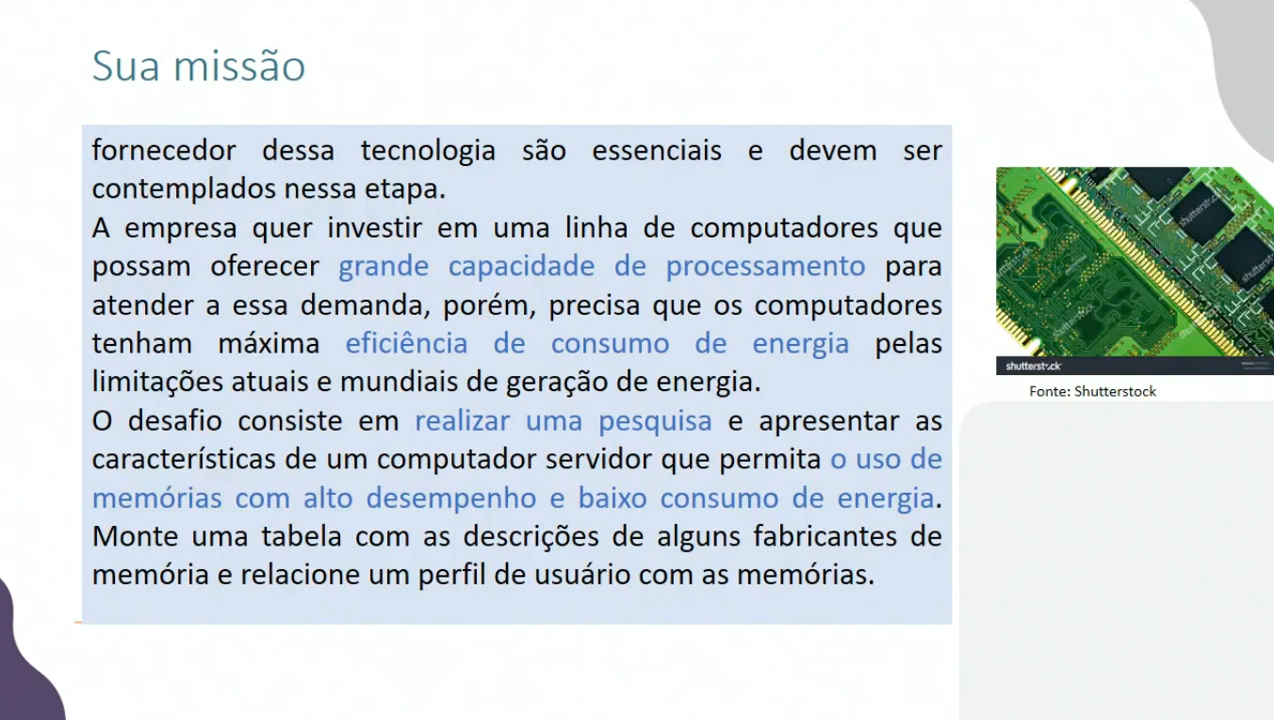 Sua missão
fornecedor dessa tecnologia são essenciais e devem ser
contemplados nessa etapa.
A empresa quer investir em uma linha de computadores que
possam oferecer grande capacidade de processamento para
atender a essa demanda, porém, precisa que os computadores
tenham máxima eficiência de consumo de energia pelas
limitações atuais e mundiais de geração de energia.
O desafio consiste em realizar uma pesquisa e apresentar as
características de um computador servidor que permita o uso de
memórias com alto desempenho e baixo consumo de energia.
Monte uma tabela com as descrições de alguns fabricantes de
memória e relacione um perfil de usuário com as memórias.
shutterstock
Fonte: Shutterstock